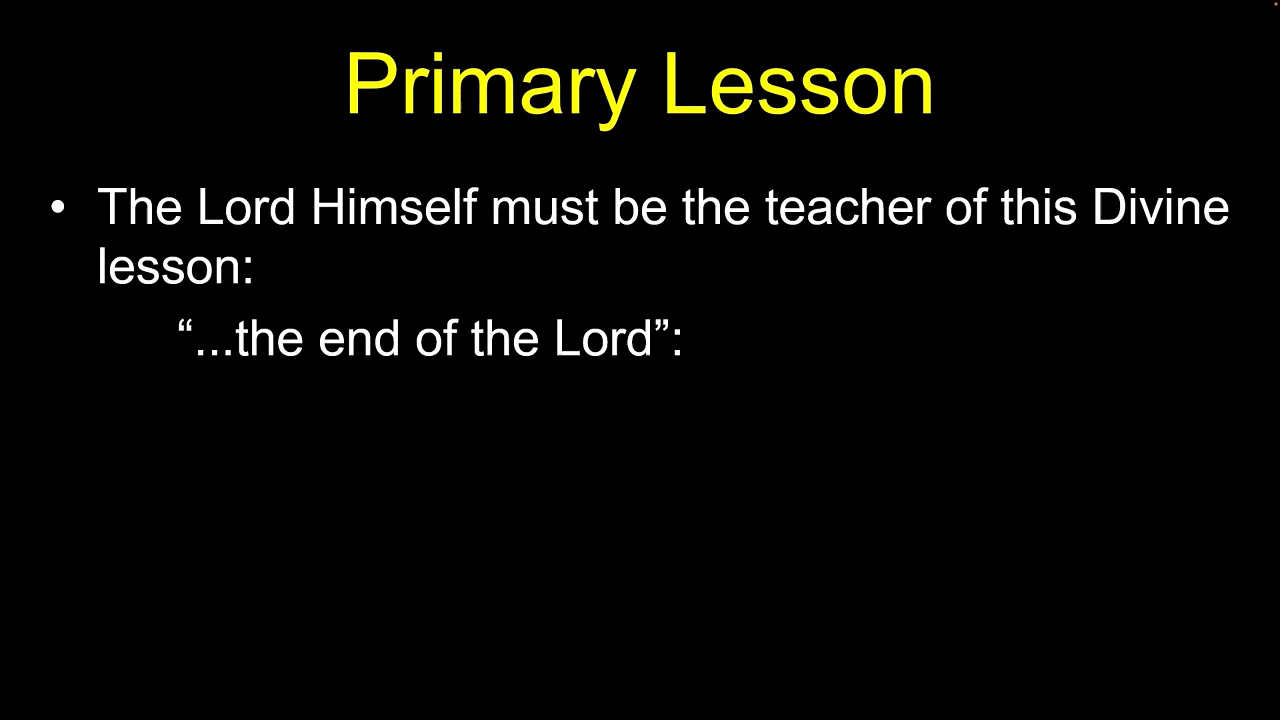 Primary Lesson
• The Lord Himself must be the teacher of this Divine
lesson:
“...the end of the Lord”: